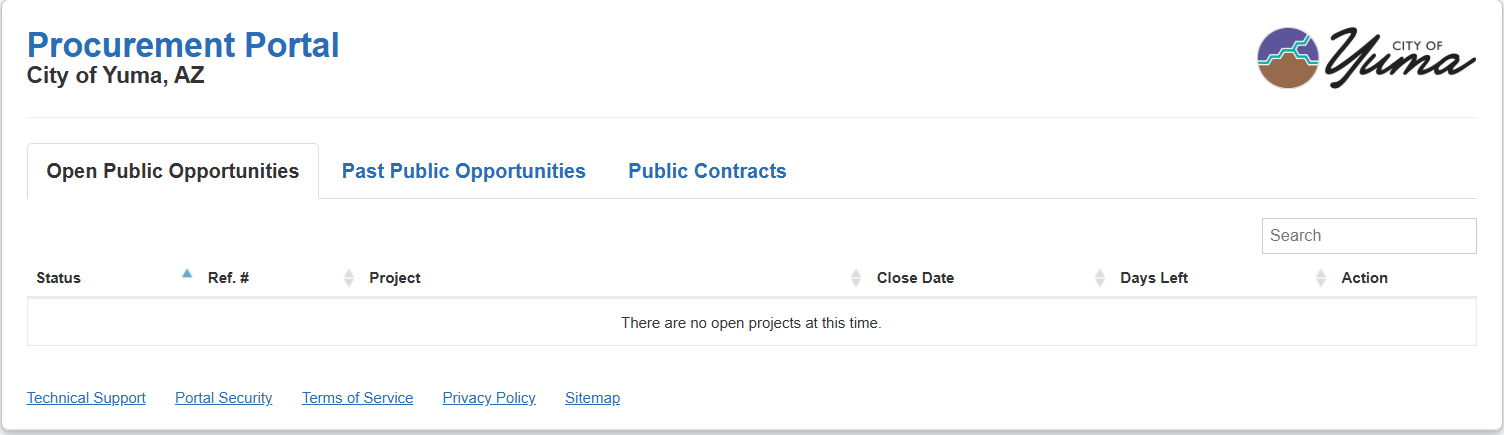 Procurement Portal
City of Yuma, AZ
CITY OF
Yuma
Open Public Opportunities Past Public Opportunities Public Contracts
Search
Status Ref. # Project Close Date Days Left Action
There are no open projects at this time.
Technical Support Portal Security Terms of Service Privacy Policy Sitemap